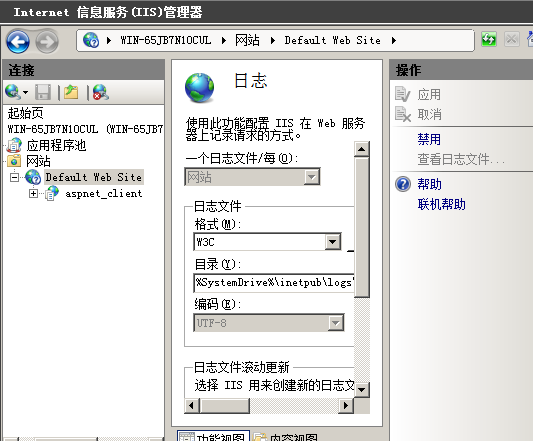 Internet 信息服务(IIS)管理器
WIN-65JB7N10CUL ▸ 网站 ▸ Default Web Site ▸
连接
起始页
WIN-65JB7N10CUL (WIN-65JB7
应用程序池
网站
Default Web Site
aspnet_client
日志
使用此功能配置 IIS 在 Web 服务
器上记录请求的方式。
一个日志文件/每(O):
网站
日志文件
格式(M):
W3C
目录(Y):
%SystemDrive%\inetpub\logs\
编码(E):
UTF-8
日志文件滚动更新
选择 IIS 用来创建新的日志文
功能视图
内容视图
操作
应用
取消
禁用
查看日志文件...
帮助
联机帮助